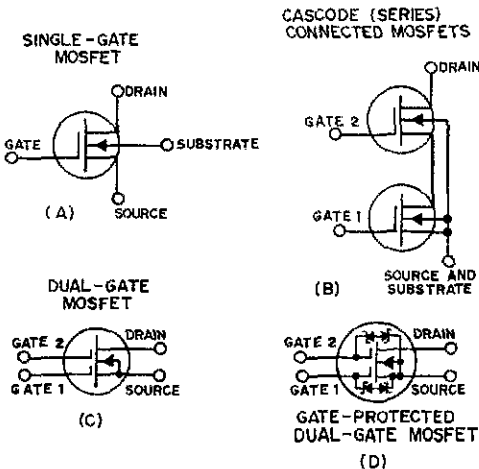 SINGLE-GATE
MOSFET
DRAIN
GATE
SUBSTRATE
SOURCE
(A)
CASCODE (SERIES)
CONNECTED MOSFETS
DRAIN
GATE 2
GATE 1
SOURCE AND
SUBSTRATE
(B)
DUAL-GATE
MOSFET
GATE 2
DRAIN
GATE 1
SOURCE
(C)
GATE 2
DRAIN
GATE 1
SOURCE
GATE-PROTECTED
DUAL-GATE MOSFET
(D)